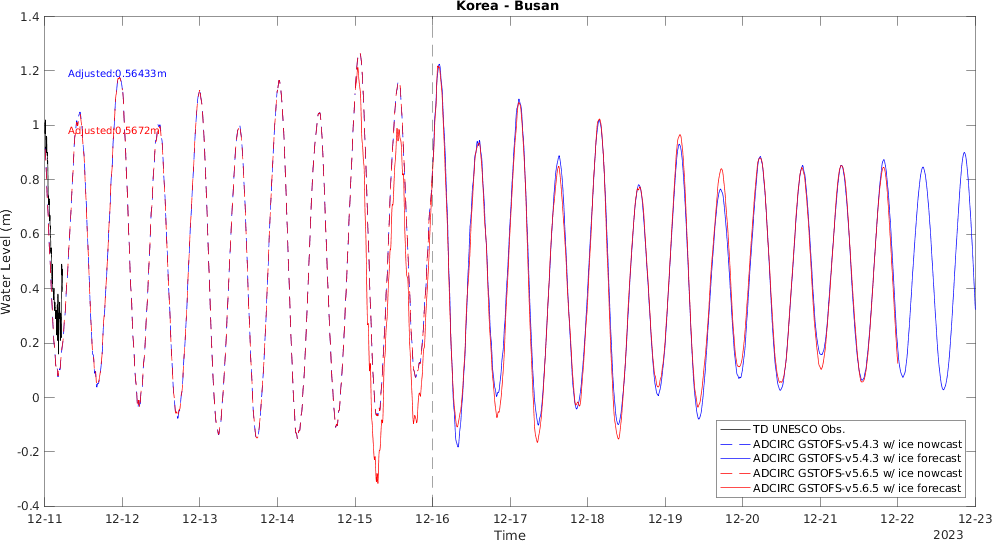 Korea - Busan
1.4
1.2
1
0.8
0.6
0.4
0.2
0
-0.2
-0.4
Water Level (m)
Adjusted:0.56433m
Adjusted:0.5672m
TD UNESCO Obs.
ADCIRC GSTOFS-v5.4.3 w/ ice nowcast
ADCIRC GSTOFS-v5.4.3 w/ ice forecast
ADCIRC GSTOFS-v5.6.5 w/ ice nowcast
ADCIRC GSTOFS-v5.6.5 w/ ice forecast
12-11 12-12 12-13 12-14 12-15 12-16 12-17 12-18 12-19 12-20 12-21 12-22 12-23
Time
2023